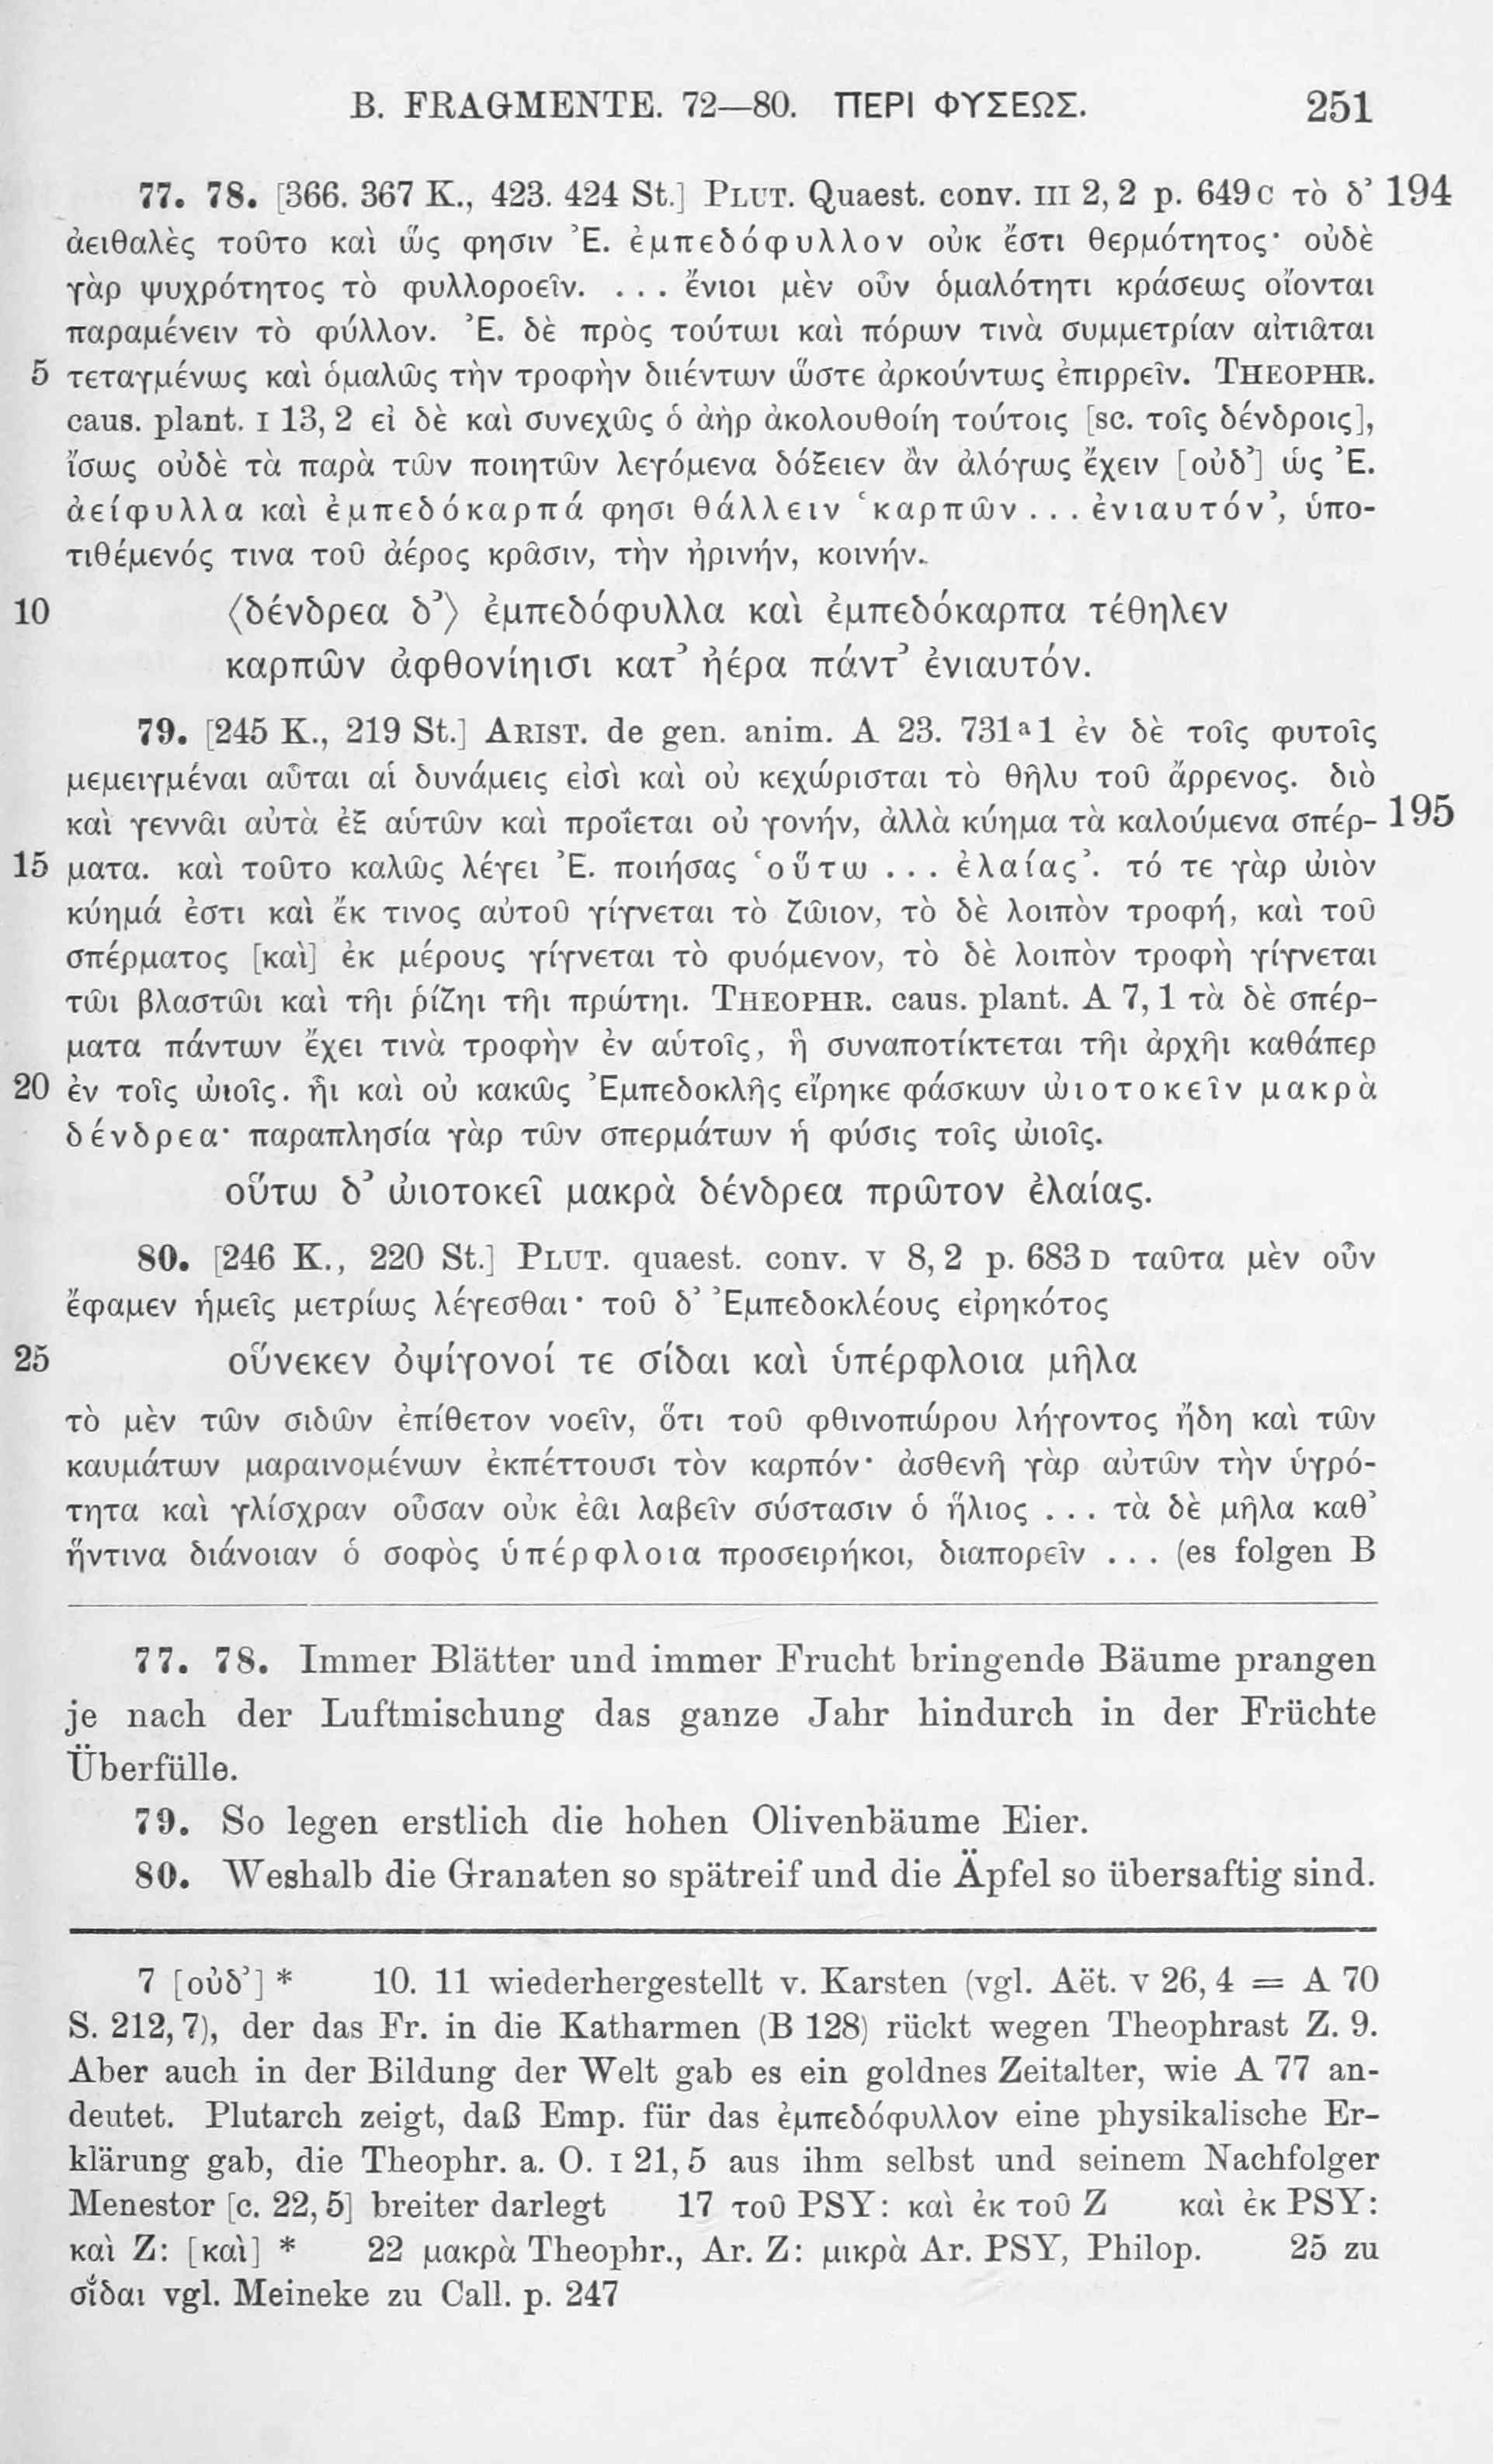 B. FRAGMENTE. 72—80. ΠΕΡΙ ΦΥΣΕΩΣ. 251
77. 78. [366. 367 K., 423. 424 St.] PLUT. Quaest. conv. III 2, 2 p. 649 c τὸ δ’ 194
ἀειθαλὲς τοῦτο καὶ ὥς φησιν Ἐ. ἐμπεδόφυλλον οὐκ ἔστι θερμότητος· οὐδὲ
γὰρ ψυχρότητος τὸ φυλλοροεῖν. ... ἔνιοι μὲν οὖν ὁμαλότητι κράσεως οἴονται
παραμένειν τὸ φύλλον. Ἐ. δὲ πρὸς τούτωι καὶ πόρων τινὰ συμμετρίαν αἰτιᾶται
5 τεταγμένως καὶ ὁμαλῶς τὴν τροφὴν διιέντων ὥστε ἀρκούντως ἐπιρρεῖν. THEOPHR.
caus. plant. I 13, 2 εἰ δὲ καὶ συνεχῶς ὁ ἀὴρ ἀκολουθοίη τούτοις [sc. τοῖς δένδροις],
ἴσως οὐδὲ τὰ παρὰ τῶν ποιητῶν λεγόμενα δόξειεν ἂν ἀλόγως ἔχειν [οὐδ’] ὡς Ἐ.
ἀείφυλλα καὶ ἐμπεδόκαρπά φησι θάλλειν ‘καρπῶν ... ἐνιαυτόν’, ὑπο-
τιθέμενός τινα τοῦ ἀέρος κρᾶσιν, τὴν ἠρινήν, κοινήν.
10 ⟨δένδρεα δ’⟩ ἐμπεδόφυλλα καὶ ἐμπεδόκαρπα τέθηλεν
καρπῶν ἀφθονίηισι κατ’ ἠέρα πάντ’ ἐνιαυτόν.
79. [245 K., 219 St.] ARIST. de gen. anim. A 23. 731ª1 ἐν δὲ τοῖς φυτοῖς
μεμειγμέναι αὗται αἱ δυνάμεις εἰσὶ καὶ οὐ κεχώρισται τὸ θῆλυ τοῦ ἄρρενος. διὸ
καὶ γεννᾶι αὐτὰ ἐξ αὑτῶν καὶ προΐεται οὐ γονήν, ἀλλὰ κύημα τὰ καλούμενα σπέρ- 195
15 ματα. καὶ τοῦτο καλῶς λέγει Ἐ. ποιήσας ‘οὕτω ... ἐλαίας’. τό τε γὰρ ὠιὸν
κύημά ἐστι καὶ ἔκ τινος αὐτοῦ γίγνεται τὸ ζῶιον, τὸ δὲ λοιπὸν τροφή, καὶ τοῦ
σπέρματος [καὶ] ἐκ μέρους γίγνεται τὸ φυόμενον, τὸ δὲ λοιπὸν τροφὴ γίγνεται
τῶι βλαστῶι καὶ τῆι ῥίζηι τῆι πρώτηι. THEOPHR. caus. plant. A 7, 1 τὰ δὲ σπέρ-
ματα πάντων ἔχει τινὰ τροφὴν ἐν αὑτοῖς, ἣ συναποτίκτεται τῆι ἀρχῆι καθάπερ
20 ἐν τοῖς ὠιοῖς. ἧι καὶ οὐ κακῶς Ἐμπεδοκλῆς εἴρηκε φάσκων ὠιοτοκεῖν μακρὰ
δένδρεα· παραπλησία γὰρ τῶν σπερμάτων ἡ φύσις τοῖς ὠιοῖς.
οὕτω δ’ ὠιοτοκεῖ μακρὰ δένδρεα πρῶτον ἐλαίας.
80. [246 K., 220 St.] PLUT. quaest. conv. V 8, 2 p. 683 D ταῦτα μὲν οὖν
ἔφαμεν ἡμεῖς μετρίως λέγεσθαι· τοῦ δ’ Ἐμπεδοκλέους εἰρηκότος
25 οὕνεκεν ὀψίγονοί τε σίδαι καὶ ὑπέρφλοια μῆλα
τὸ μὲν τῶν σιδῶν ἐπίθετον νοεῖν, ὅτι τοῦ φθινοπώρου λήγοντος ἤδη καὶ τῶν
καυμάτων μαραινομένων ἐκπέττουσι τὸν καρπόν· ἀσθενῆ γὰρ αὐτῶν τὴν ὑγρό-
τητα καὶ γλίσχραν οὖσαν οὐκ ἐᾶι λαβεῖν σύστασιν ὁ ἥλιος ... τὰ δὲ μῆλα καθ’
ἥντινα διάνοιαν ὁ σοφὸς ὑπέρφλοια προσειρήκοι, διαπορεῖν ... (es folgen B
77. 78. Immer Blätter und immer Frucht bringende Bäume prangen
je nach der Luftmischung das ganze Jahr hindurch in der Früchte
Überfülle.
79. So legen erstlich die hohen Olivenbäume Eier.
80. Weshalb die Granaten so spätreif und die Äpfel so übersaftig sind.
7 [οὐδ’] * 10. 11 wiederhergestellt v. Karsten (vgl. Aët. V 26, 4 = A 70
S. 212, 7), der das Fr. in die Katharmen (B 128) rückt wegen Theophrast Z. 9.
Aber auch in der Bildung der Welt gab es ein goldnes Zeitalter, wie A 77 an-
deutet. Plutarch zeigt, daß Emp. für das ἐμπεδόφυλλον eine physikalische Er-
klärung gab, die Theophr. a. O. I 21, 5 aus ihm selbst und seinem Nachfolger
Menestor [c. 22, 5] breiter darlegt 17 τοῦ PSY: καὶ ἐκ τοῦ Z καὶ ἐκ PSY:
καὶ Z: [καὶ] * 22 μακρὰ Theophr., Ar. Z: μικρὰ Ar. PSY, Philop. 25 zu
σῖδαι vgl. Meineke zu Call. p. 247